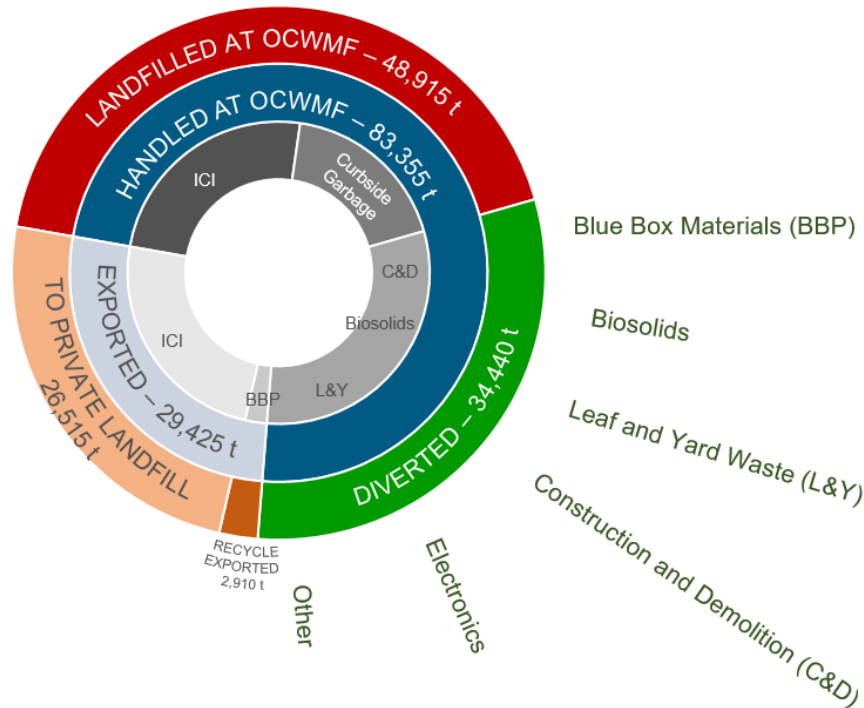 LANDFILLED AT OCWMF – 48,915 t
HANDLED AT OCWMF – 83,355 t
ICI
Curbside
Garbage
C&D
Biosolids
L&Y
BBP
ICI
EXPORTED – 29,425 t
TO PRIVATE LANDFILL
26,515 t
DIVERTED – 34,440 t
RECYCLE
EXPORTED
2,910 t
Blue Box Materials (BBP)
Biosolids
Leaf and Yard Waste (L&Y)
Construction and Demolition (C&D)
Electronics
Other